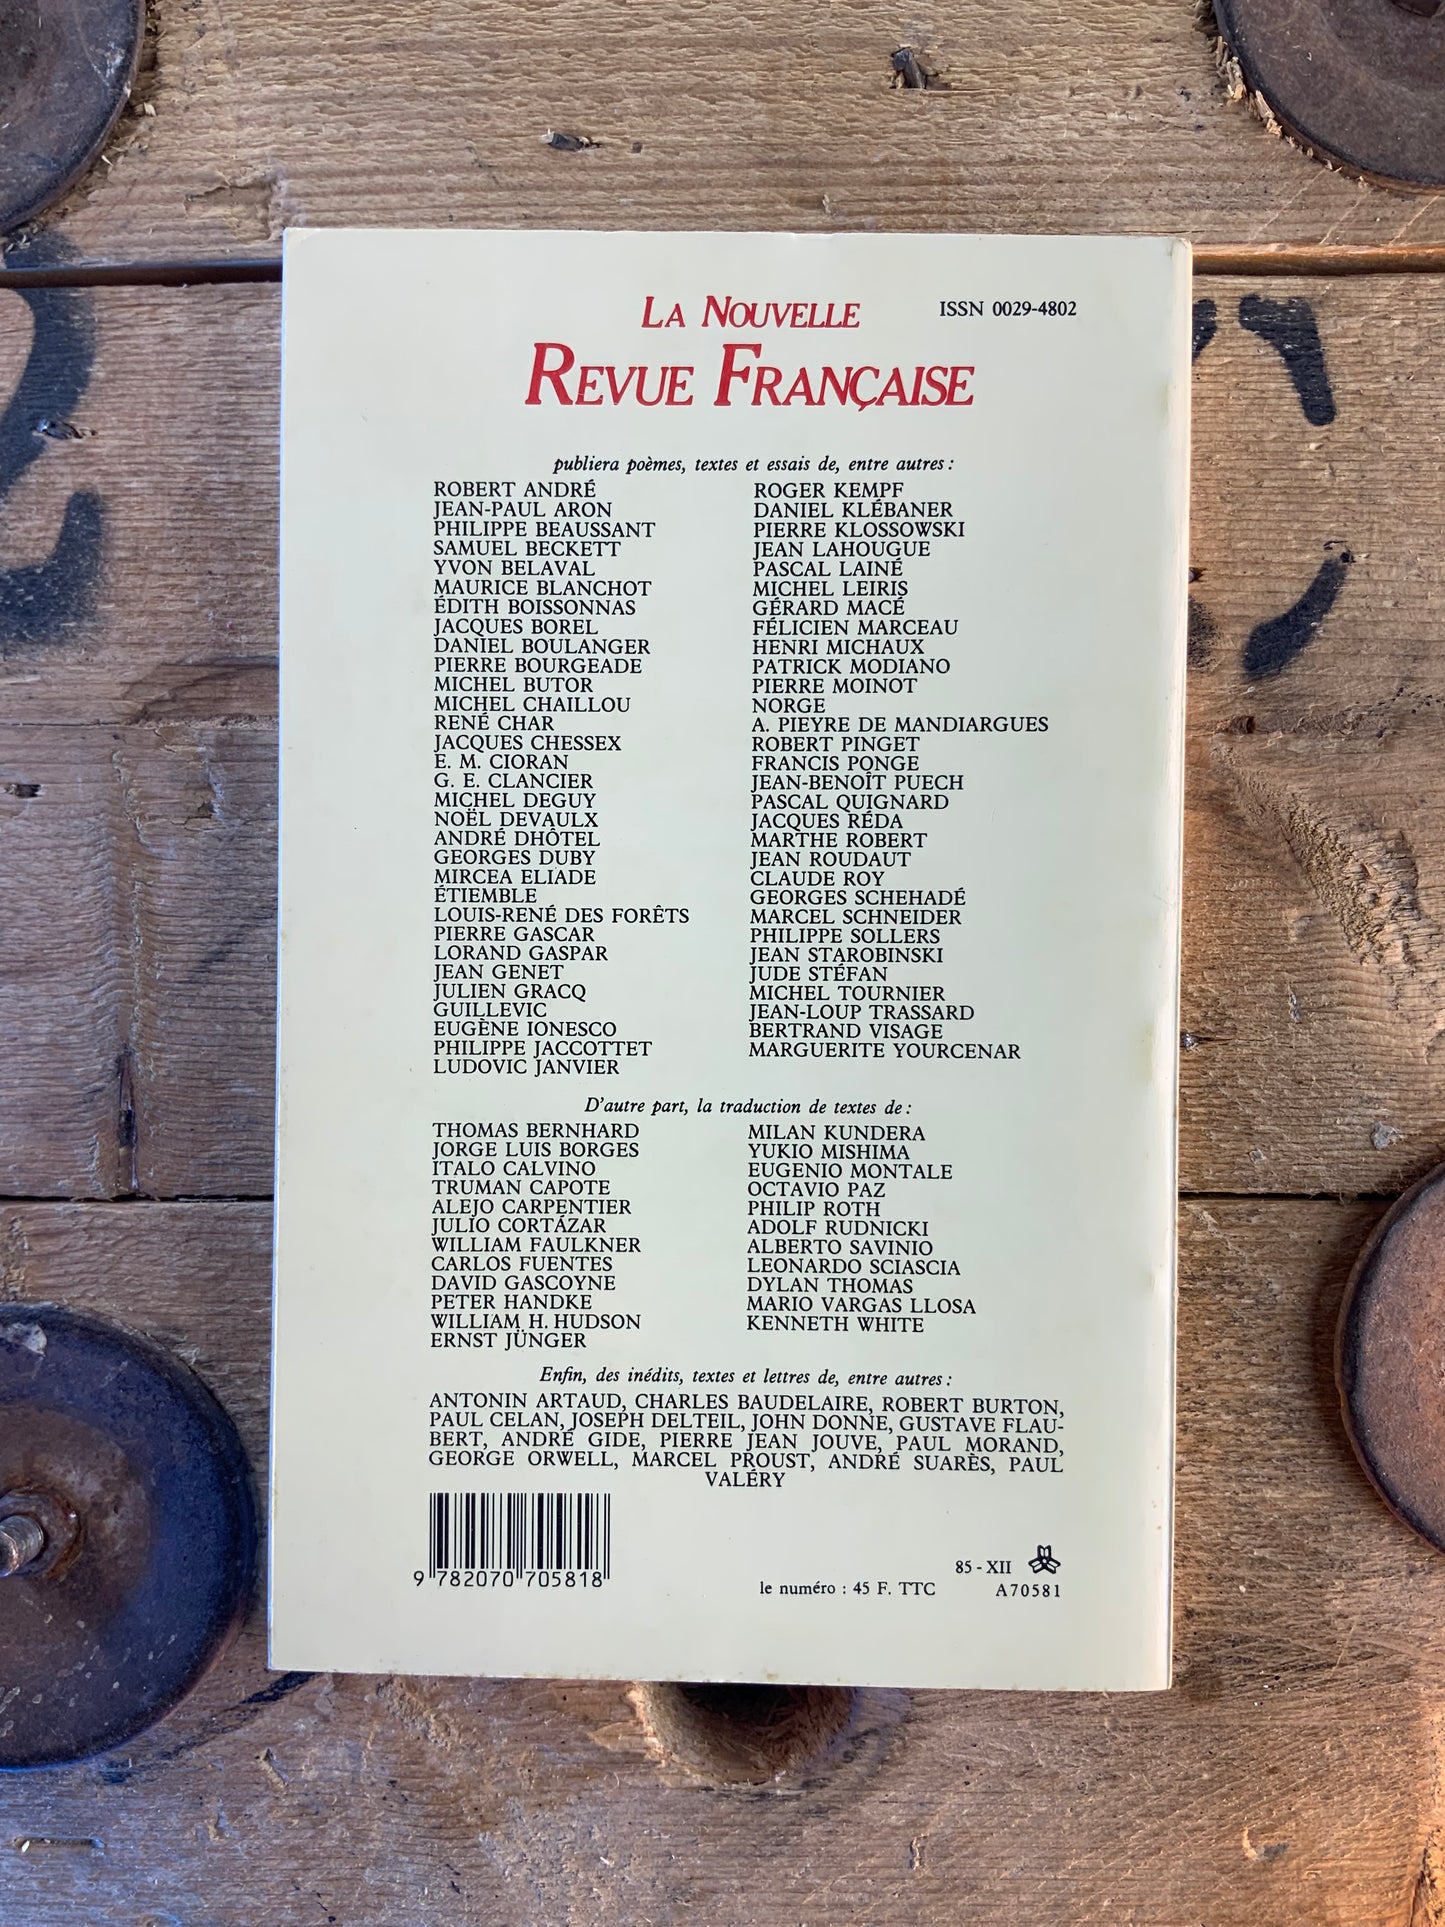 LA NOUVELLE
ISSN 0029-4802
REVUE FRANÇAISE
publiera poèmes, textes et essais de, entre autres :
ROBERT ANDRÉ
JEAN-PAUL ARON
PHILIPPE BEAUSSANT
SAMUEL BECKETT
YVON BELAVAL
MAURICE BLANCHOT
ÉDITH BOISSONNAS
JACQUES BOREL
DANIEL BOULANGER
PIERRE BOURGEADE
MICHEL BUTOR
MICHEL CHAILLOU
RENÉ CHAR
JACQUES CHESSEX
E. M. CIORAN
G. E. CLANCIER
MICHEL DEGUY
NOËL DEVAULX
ANDRÉ DHÔTEL
GEORGES DUBY
MIRCEA ELIADE
ÉTIEMBLE
LOUIS-RENÉ DES FORÊTS
PIERRE GASCAR
LORAND GASPAR
JEAN GENET
JULIEN GRACQ
GUILLEVIC
EUGÈNE IONESCO
PHILIPPE JACCOTTET
LUDOVIC JANVIER
ROGER KEMPF
DANIEL KLÉBANER
PIERRE KLOSSOWSKI
JEAN LAHOUGUE
PASCAL LAINÉ
MICHEL LEIRIS
GÉRARD MACÉ
FÉLICIEN MARCEAU
HENRI MICHAUX
PATRICK MODIANO
PIERRE MOINOT
NORGE
A. PIEYRE DE MANDIARGUES
ROBERT PINGET
FRANCIS PONGE
JEAN-BENOÎT PUECH
PASCAL QUIGNARD
JACQUES RÉDA
MARTHE ROBERT
JEAN ROUDAUT
CLAUDE ROY
GEORGES SCHEHADÉ
MARCEL SCHNEIDER
PHILIPPE SOLLERS
JEAN STAROBINSKI
JUDE STÉFAN
MICHEL TOURNIER
JEAN-LOUP TRASSARD
BERTRAND VISAGE
MARGUERITE YOURCENAR
D'autre part, la traduction de textes de :
THOMAS BERNHARD
JORGE LUIS BORGES
ITALO CALVINO
TRUMAN CAPOTE
ALEJO CARPENTIER
JULIO CORTÁZAR
WILLIAM FAULKNER
CARLOS FUENTES
DAVID GASCOYNE
PETER HANDKE
WILLIAM H. HUDSON
ERNST JÜNGER
MILAN KUNDERA
YUKIO MISHIMA
EUGENIO MONTALE
OCTAVIO PAZ
PHILIP ROTH
ADOLF RUDNICKI
ALBERTO SAVINIO
LEONARDO SCIASCIA
DYLAN THOMAS
MARIO VARGAS LLOSA
KENNETH WHITE
Enfin, des inédits, textes et lettres de, entre autres :
ANTONIN ARTAUD, CHARLES BAUDELAIRE, ROBERT BURTON,
PAUL CELAN, JOSEPH DELTEIL, JOHN DONNE, GUSTAVE FLAU-
BERT, ANDRÉ GIDE, PIERRE JEAN JOUVE, PAUL MORAND,
GEORGE ORWELL, MARCEL PROUST, ANDRÉ SUARÈS, PAUL
VALÉRY
9 782070 705818
85 - XII
le numéro : 45 F. TTC
A70581